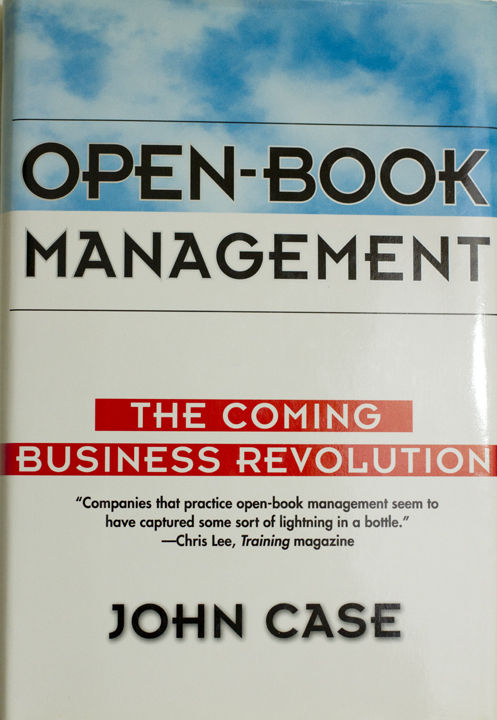 OPEN-BOOK
MANAGEMENT
THE COMING
BUSINESS REVOLUTION
“Companies that practice open-book management seem to
have captured some sort of lightning in a bottle.”
—Chris Lee, Training magazine
JOHN CASE